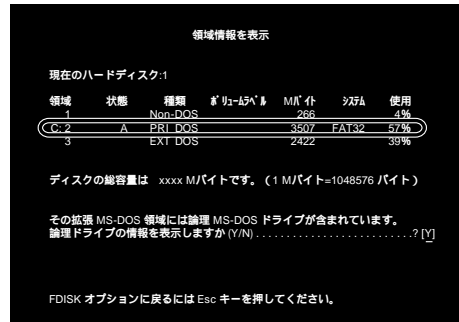 領域情報を表示
現在のハードディスク:1
領域 状態 種類 ﾎﾞﾘｭｰﾑﾗﾍﾞﾙ Mﾊﾞｲﾄ ｼｽﾃﾑ 使用
1 Non-DOS 266 4%
C: 2 A PRI DOS 3507 FAT32 57%
3 EXT DOS 2422 39%
ディスクの総容量は xxxx Mバイトです。(1 Mバイト=1048576 バイト)
その拡張 MS-DOS 領域には論理 MS-DOS ドライブが含まれています。
論理ドライブの情報を表示しますか (Y/N) . . . . . . . . . . . . . . . . . . . . . . . . . . ? [Y]
FDISK オプションに戻るには Esc キーを押してください。